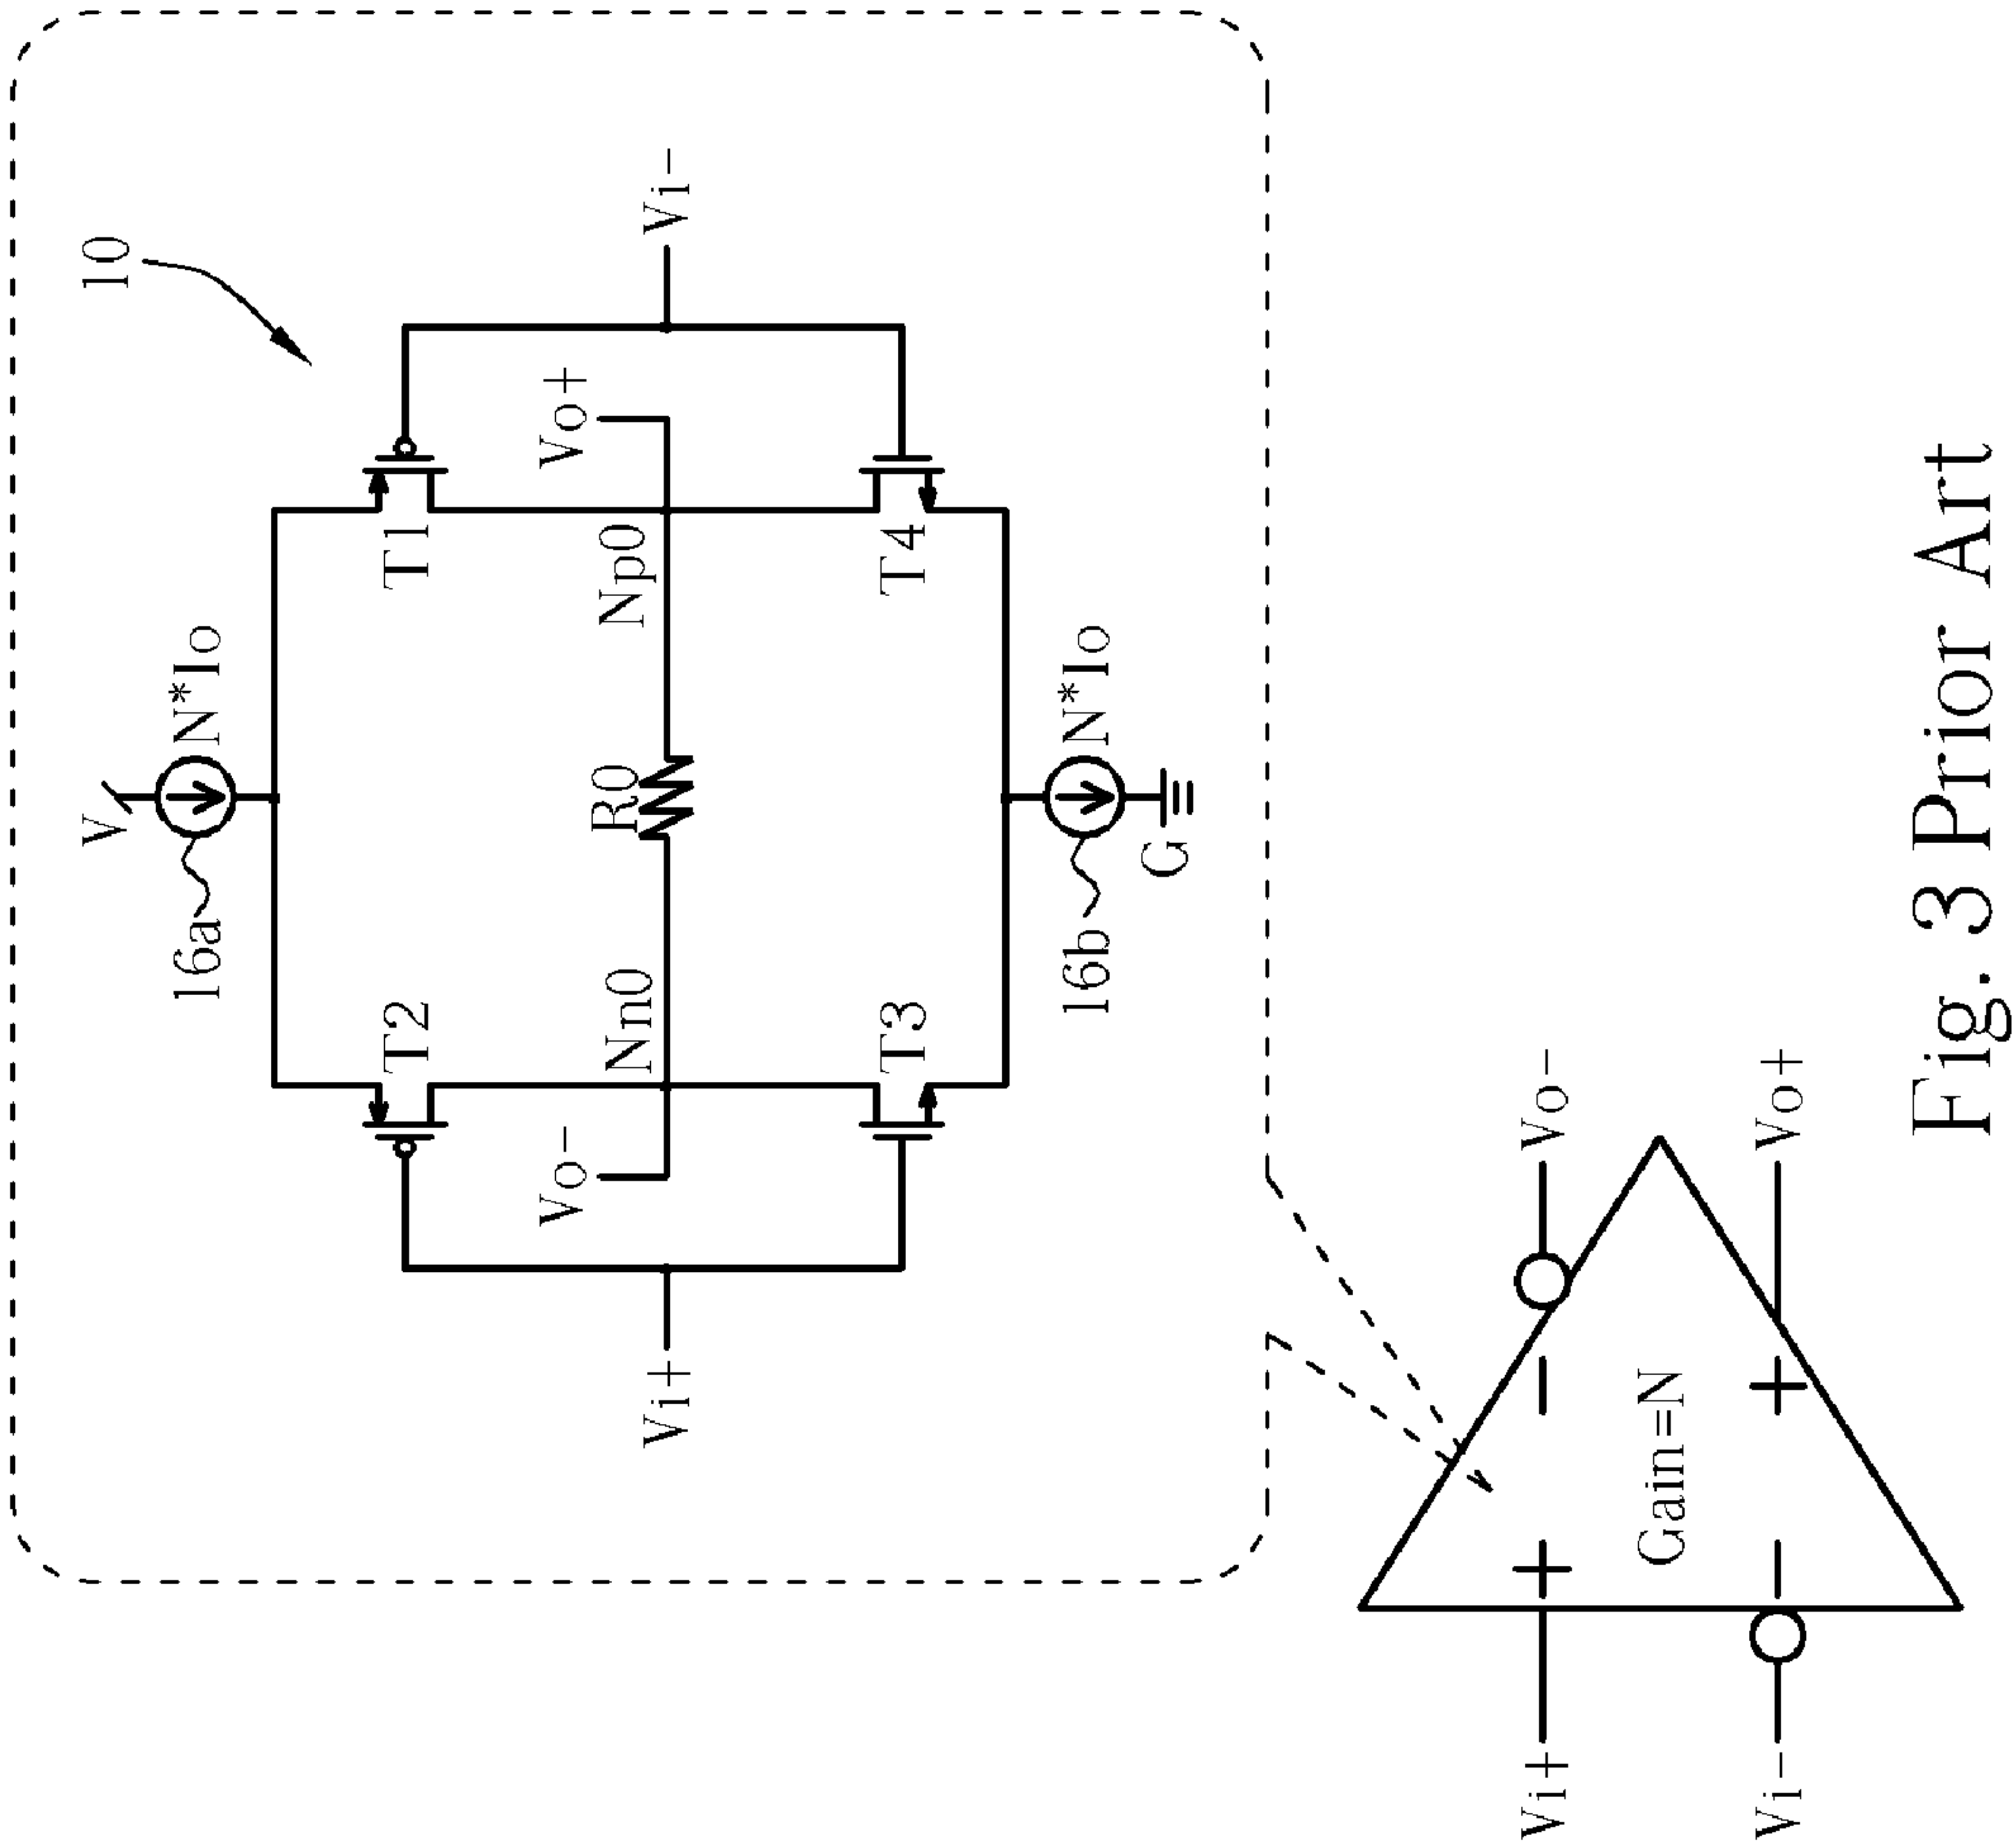 10
V
16a
N*Io
T2
T1
Vo-
Vo+
Nn0
R0
Np0
Vi+
Vi-
T3
T4
16b
N*Io
G
Vi+
+
-
Vo-
Gain=N
Vi-
-
+
Vo+
Fig. 3 Prior Art